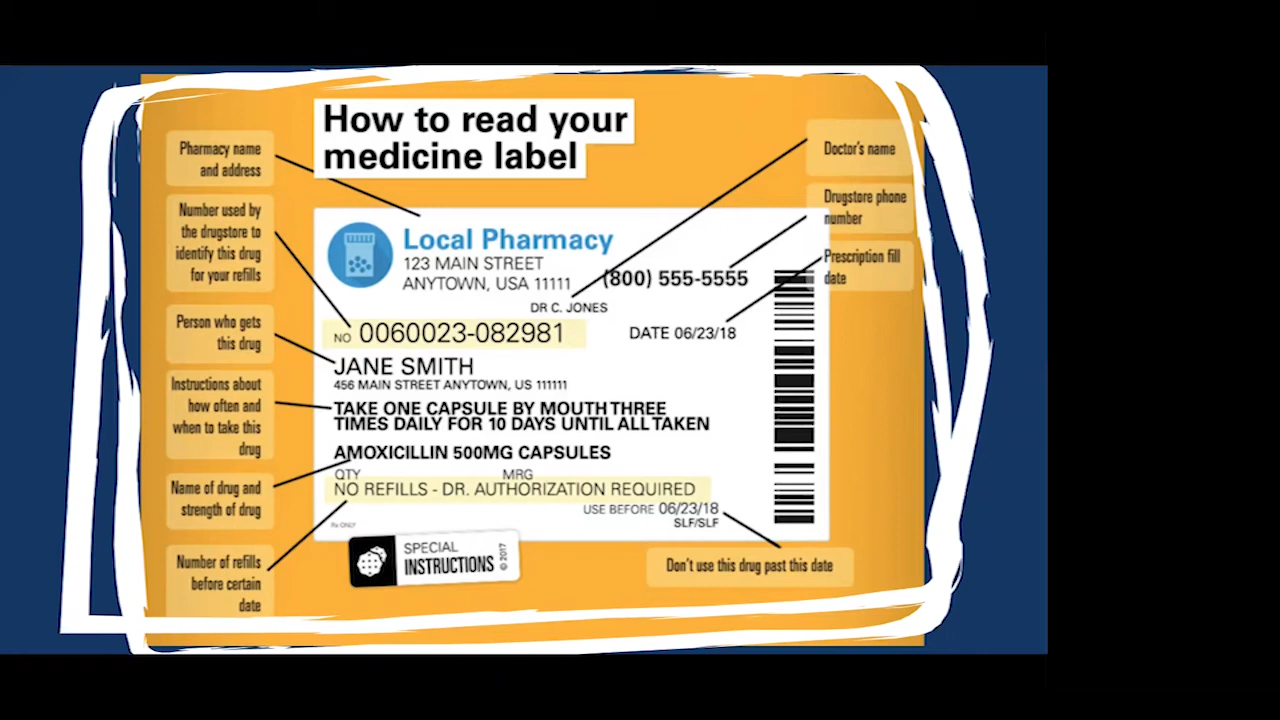 How to read your
medicine label
Pharmacy name
and address
Number used by
the drugstore to
identify this drug
for your refills
Person who gets
this drug
Instructions about
how often and
when to take this
drug
Name of drug and
strength of drug
Number of refills
before certain
date
Local Pharmacy
123 MAIN STREET
ANYTOWN, USA 11111
(800) 555-5555
DR C. JONES
NO 0060023-082981
DATE 06/23/18
JANE SMITH
456 MAIN STREET ANYTOWN, US 111111
TAKE ONE CAPSULE BY MOUTH THREE
TIMES DAILY FOR 10 DAYS UNTIL ALL TAKEN
AMOXICILLIN 500MG CAPSULES
QTY MRG
NO REFILLS - DR. AUTHORIZATION REQUIRED
USE BEFORE 06/23/18
SLF/SLF
Rx ONLY
SPECIAL
INSTRUCTIONS
© 2017
Doctor's name
Drugstore phone
number
Prescription fill
date
Don't use this drug past this date